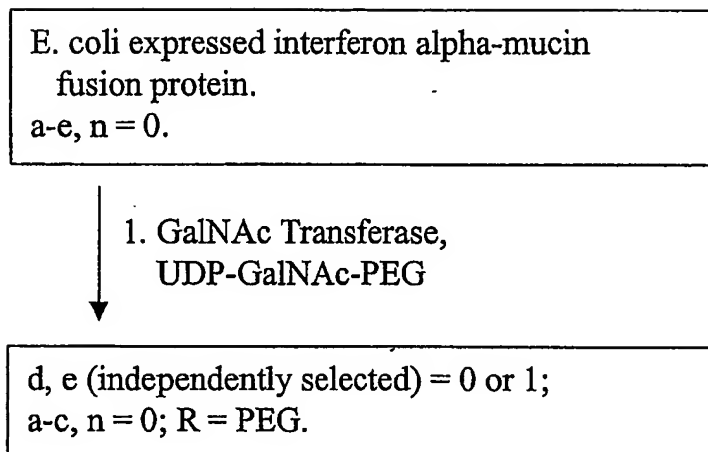 E. coli expressed interferon alpha-mucin
fusion protein.
a-e, n = 0.
1. GalNAc Transferase,
UDP-GalNAc-PEG
d, e (independently selected) = 0 or 1;
a-c, n = 0; R = PEG.